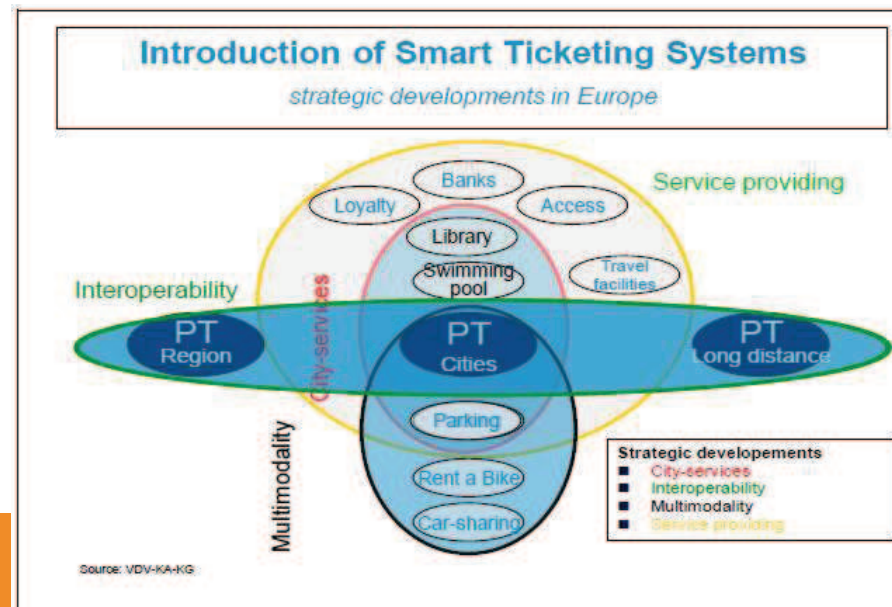 Introduction of Smart Ticketing Systems
strategic developments in Europe
Banks
Service providing
Loyalty
Access
Library
Swimming
pool
Travel
facilities
Interoperability
City-services
PT
Region
PT
Cities
PT
Long distance
Multimodality
Parking
Rent a Bike
Car-sharing
Strategic developements
City-services
Interoperability
Multimodality
Service providing
Source: VDV-KA-KG